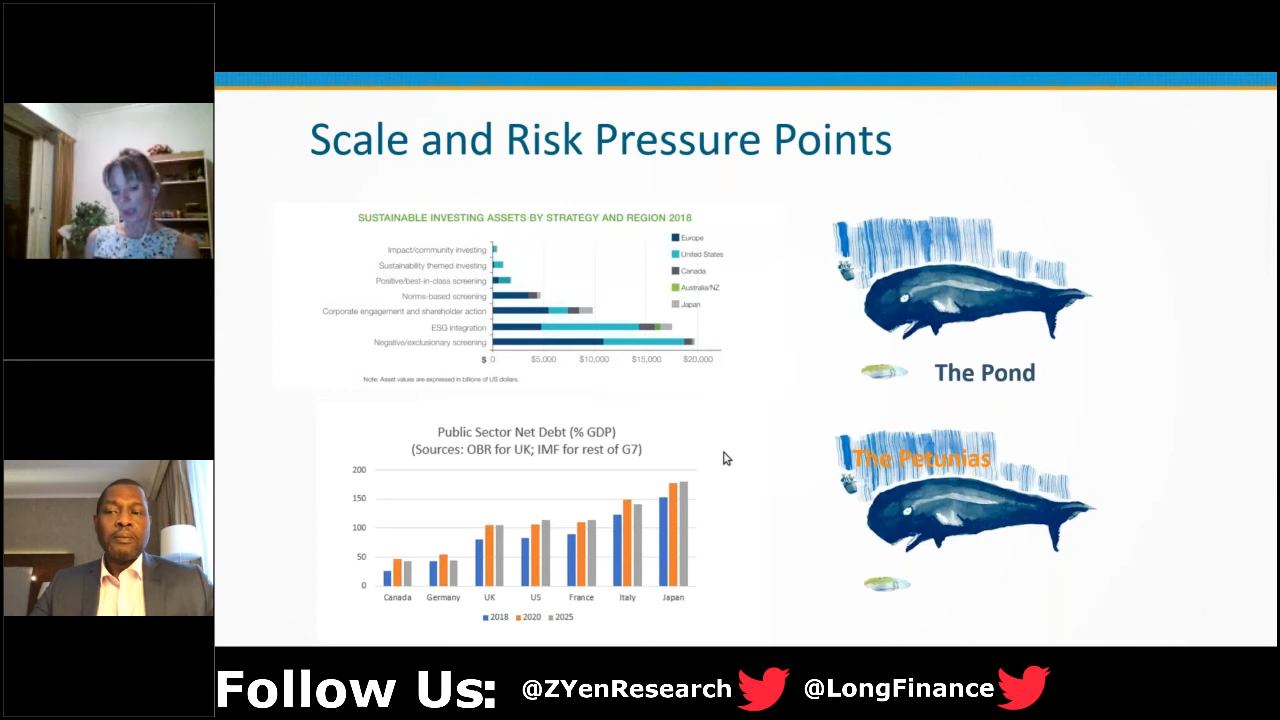 Scale and Risk Pressure Points
SUSTAINABLE INVESTING ASSETS BY STRATEGY AND REGION 2018
Impact/community investing
Sustainability themed investing
Positive/best-in-class screening
Norms-based screening
Corporate engagement and shareholder action
ESG integration
Negative/exclusionary screening
Europe
United States
Canada
Australia/NZ
Japan
$ 0 $5,000 $10,000 $15,000 $20,000
Note: Asset values are expressed in billions of US dollars.
The Pond
Public Sector Net Debt (% GDP)
(Sources: OBR for UK; IMF for rest of G7)
200
150
100
50
0
Canada Germany UK US France Italy Japan
2018 2020 2025
The Petunias
Follow Us: @ZYenResearch @LongFinance